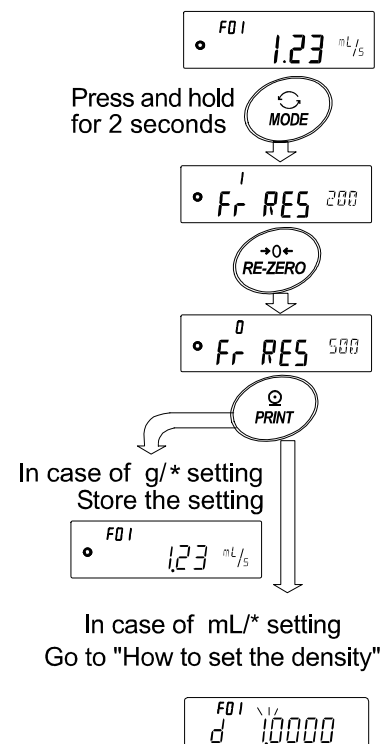 F01
1.23 mL/s
Press and hold
for 2 seconds
MODE
1
Fr RES 200
→0←
RE-ZERO
0
Fr RES 500
PRINT
In case of g/* setting
Store the setting
F01
1.23 mL/s
In case of mL/* setting
Go to "How to set the density"
F01
d 1.0000